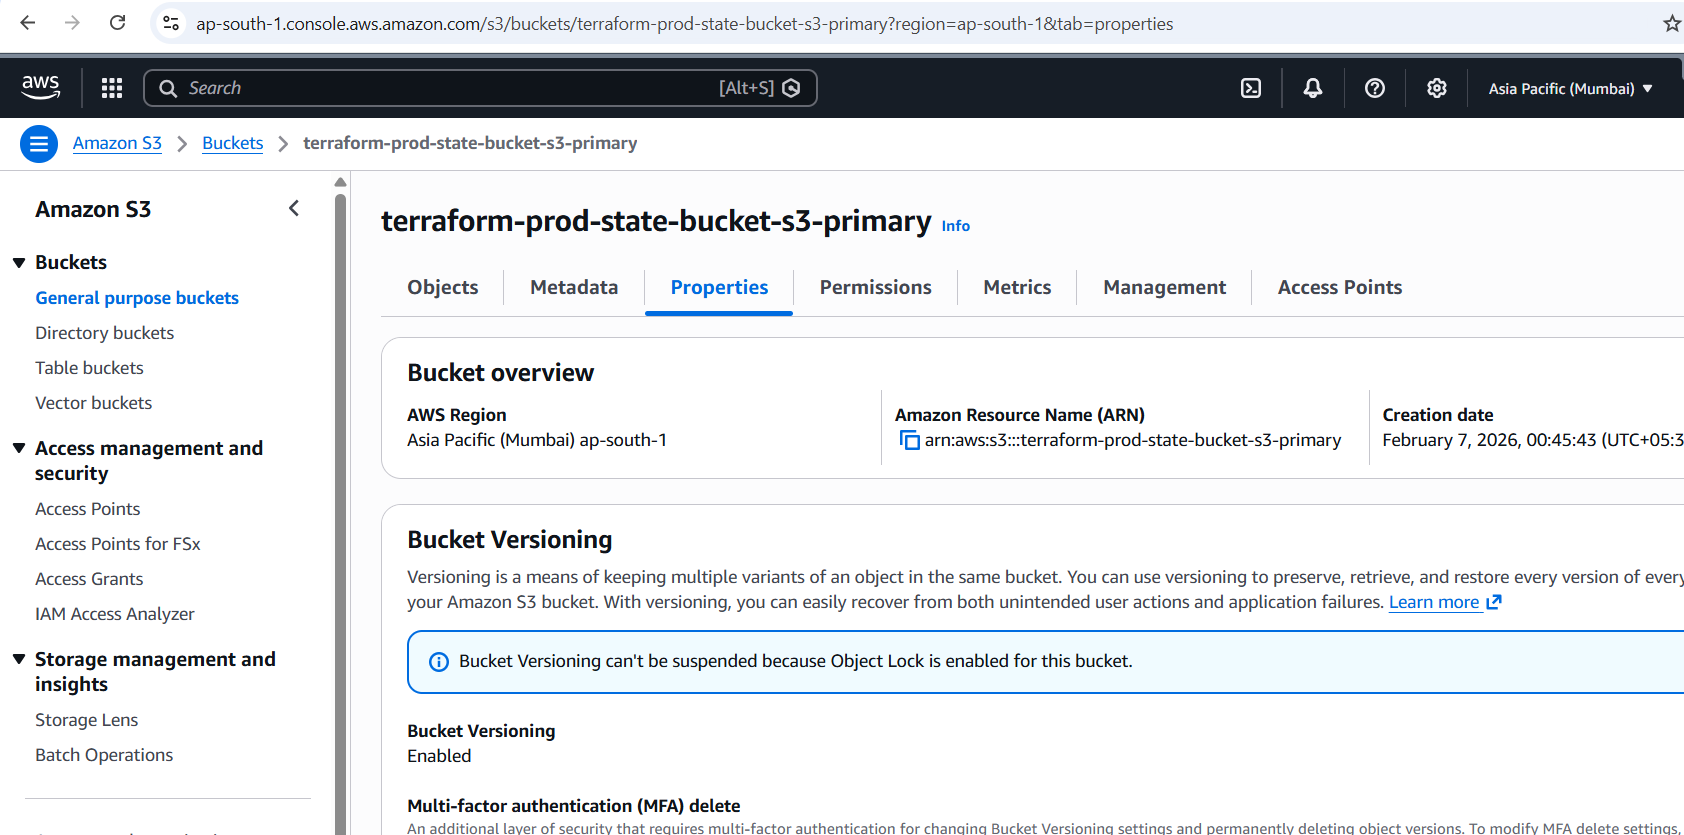 ap-south-1.console.aws.amazon.com/s3/buckets/terraform-prod-state-bucket-s3-primary?region=ap-south-1&tab=properties
aws
Search
[Alt+S]
Asia Pacific (Mumbai)
Amazon S3
Buckets
terraform-prod-state-bucket-s3-primary
Amazon S3
Buckets
General purpose buckets
Directory buckets
Table buckets
Vector buckets
Access management and
security
Access Points
Access Points for FSx
Access Grants
IAM Access Analyzer
Storage management and
insights
Storage Lens
Batch Operations
terraform-prod-state-bucket-s3-primary Info
Objects
Metadata
Properties
Permissions
Metrics
Management
Access Points
Bucket overview
AWS Region
Asia Pacific (Mumbai) ap-south-1
Amazon Resource Name (ARN)
arn:aws:s3:::terraform-prod-state-bucket-s3-primary
Creation date
February 7, 2026, 00:45:43 (UTC+05:3
Bucket Versioning
Versioning is a means of keeping multiple variants of an object in the same bucket. You can use versioning to preserve, retrieve, and restore every version of every
your Amazon S3 bucket. With versioning, you can easily recover from both unintended user actions and application failures. Learn more
Bucket Versioning can't be suspended because Object Lock is enabled for this bucket.
Bucket Versioning
Enabled
Multi-factor authentication (MFA) delete
An additional layer of security that requires multi-factor authentication for changing Bucket Versioning settings and permanently deleting object versions. To modify MFA delete settings,